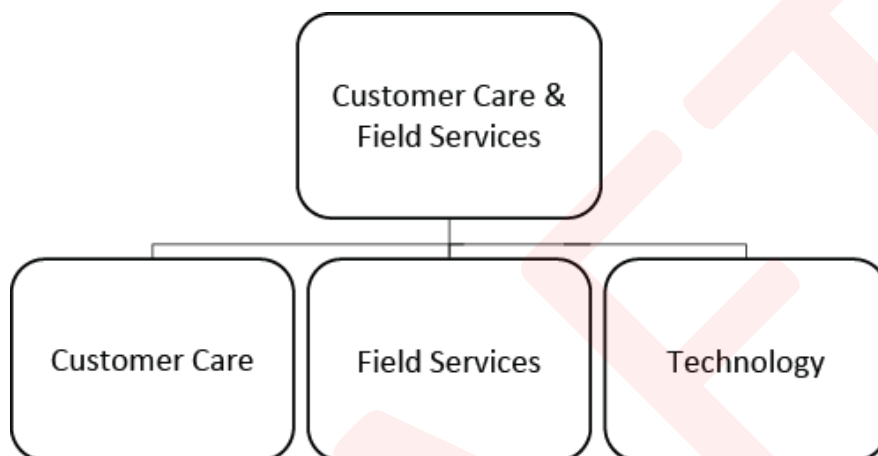 Customer Care &
Field Services
Customer Care
Field Services
Technology